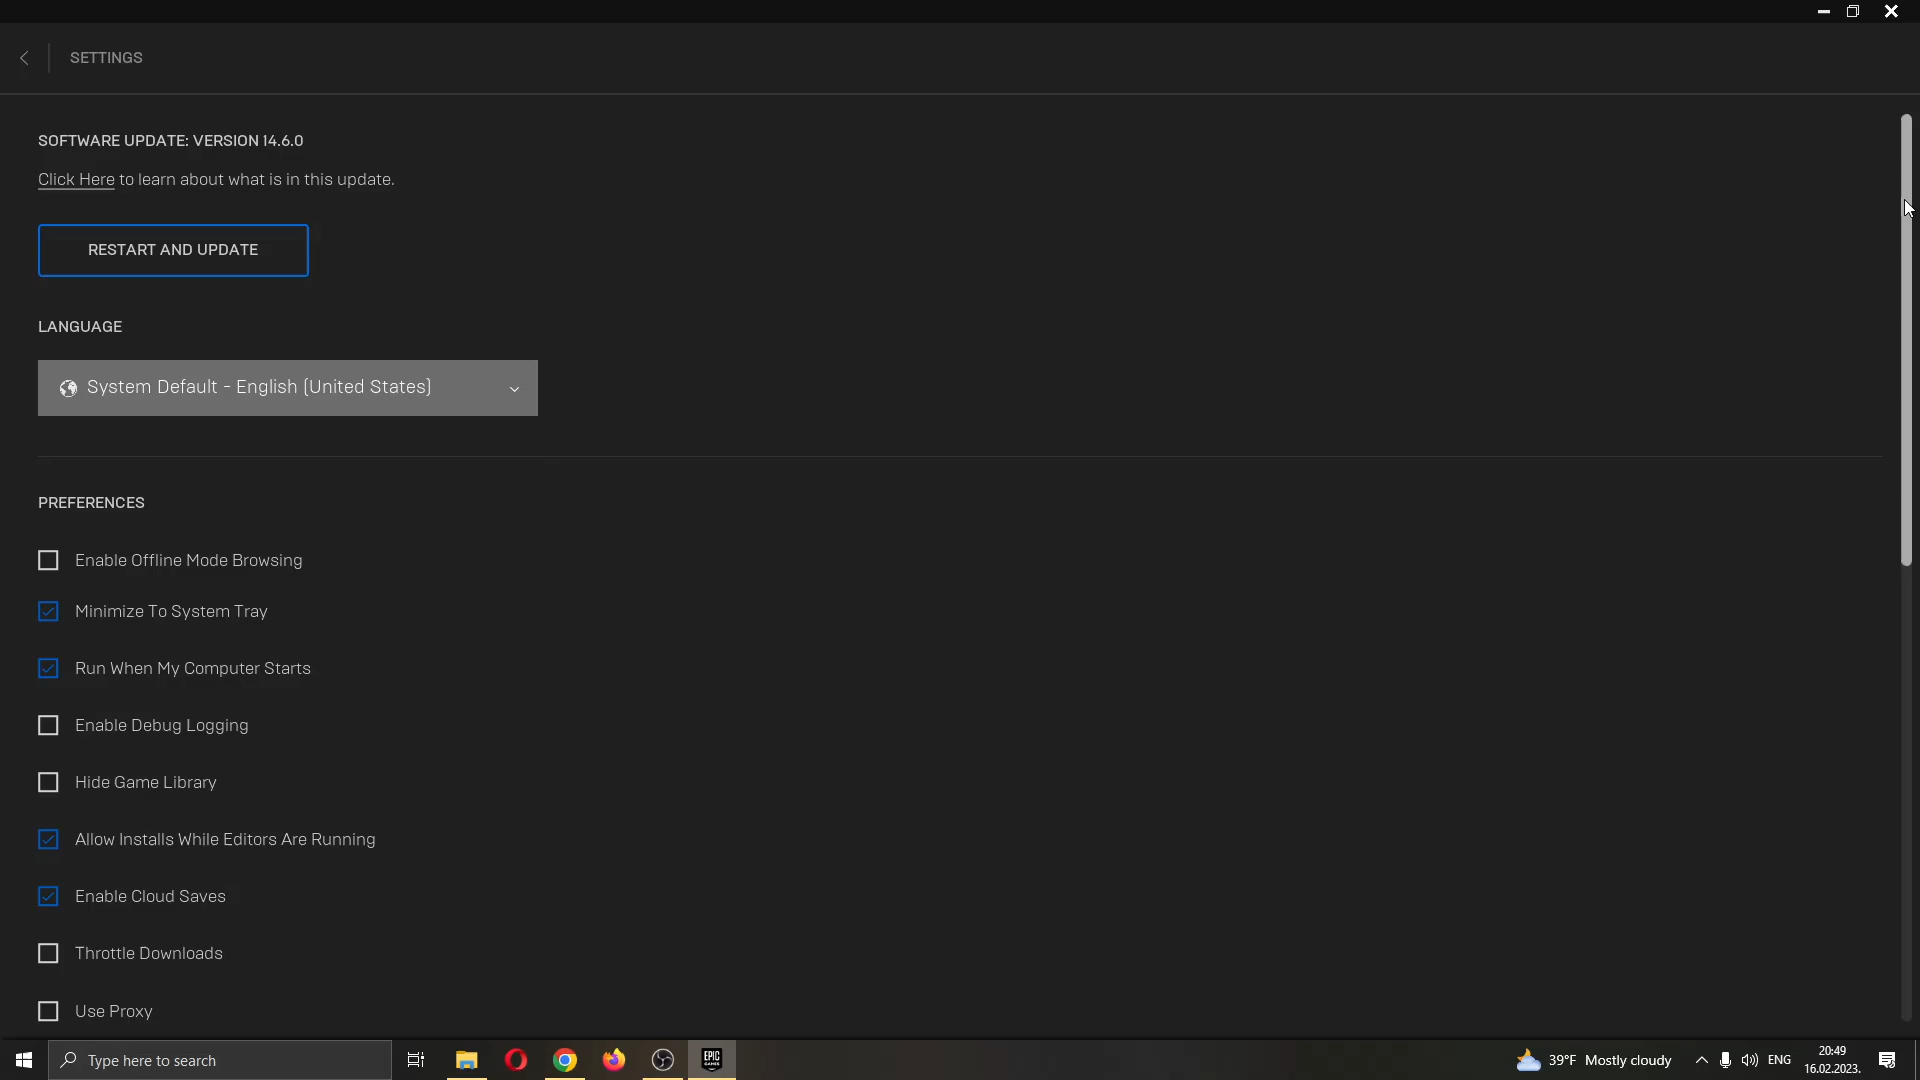 SETTINGS
SOFTWARE UPDATE: VERSION 14.6.0
Click Here to learn about what is in this update.
RESTART AND UPDATE
LANGUAGE
System Default - English (United States)
PREFERENCES
Enable Offline Mode Browsing
Minimize To System Tray
Run When My Computer Starts
Enable Debug Logging
Hide Game Library
Allow Installs While Editors Are Running
Enable Cloud Saves
Throttle Downloads
Use Proxy
Type here to search
EPIC
GAMES
39°F Mostly cloudy
ENG
20:49
16.02.2023.